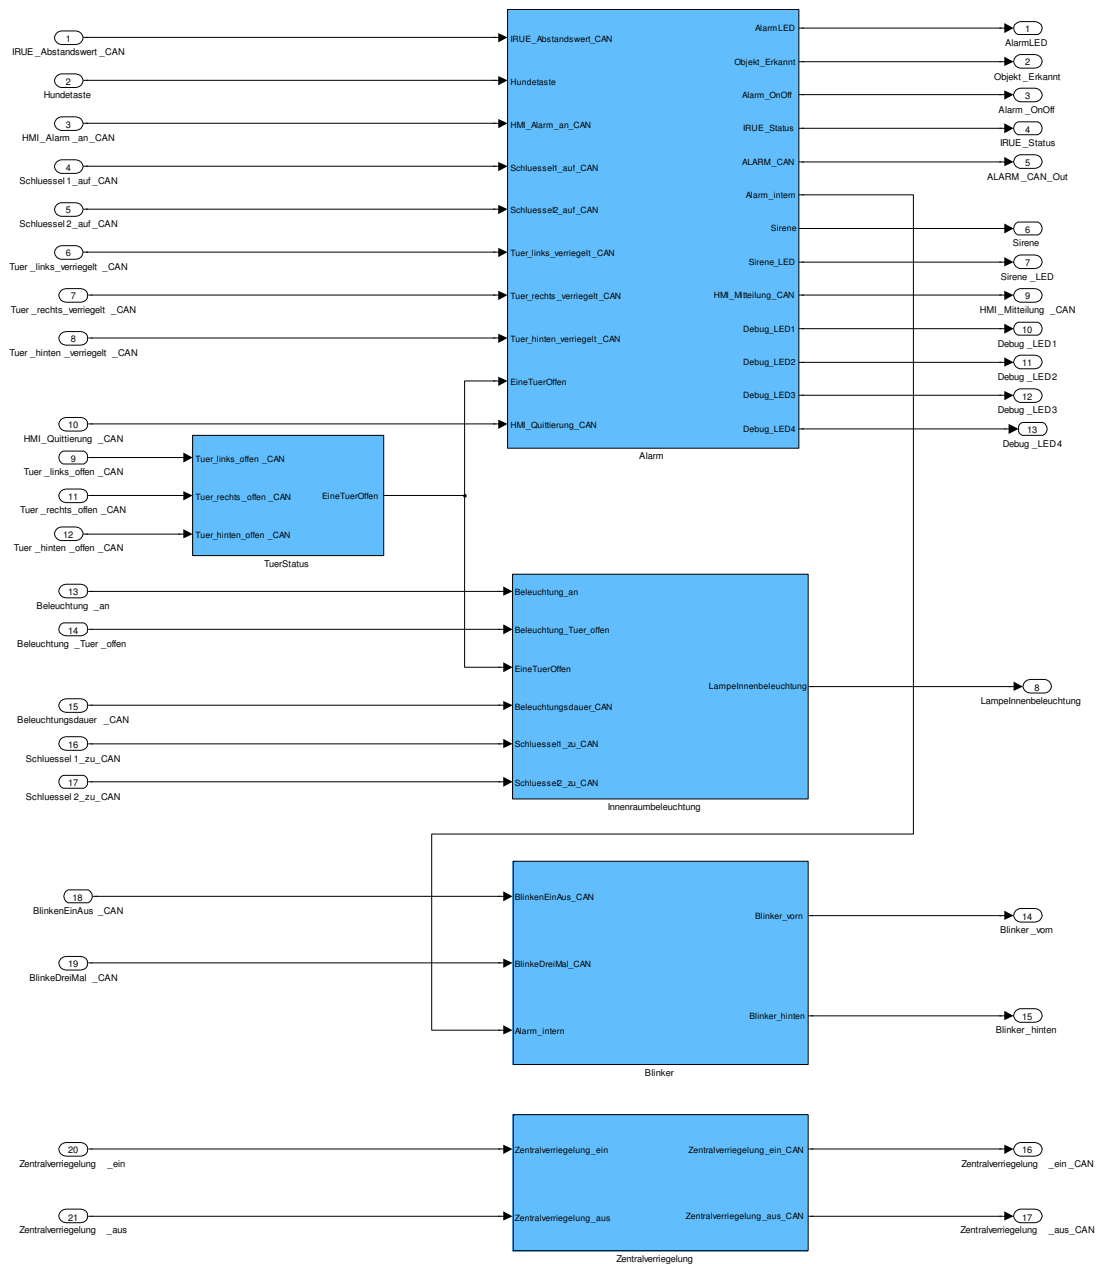 1
IRUE_Abstandswert_CAN
2
Hundetaste
3
HMI_Alarm_an_CAN
4
Schluessel1_auf_CAN
5
Schluessel2_auf_CAN
6
Tuer_links_verriegelt_CAN
7
Tuer_rechts_verriegelt_CAN
8
Tuer_hinten_verriegelt_CAN
10
HMI_Quittierung_CAN
9
Tuer_links_offen_CAN
11
Tuer_rechts_offen_CAN
12
Tuer_hinten_offen_CAN
IRUE_Abstandswert_CAN
Hundetaste
HMI_Alarm_an_CAN
Schluessel1_auf_CAN
Schluessel2_auf_CAN
Tuer_links_verriegelt_CAN
Tuer_rechts_verriegelt_CAN
Tuer_hinten_verriegelt_CAN
EineTuerOffen
HMI_Quittierung_CAN
AlarmLED
Objekt_Erkannt
Alarm_OnOff
IRUE_Status
ALARM_CAN
Alarm_intern
Sirene
Sirene_LED
HMI_Mitteilung_CAN
Debug_LED1
Debug_LED2
Debug_LED3
Debug_LED4
Alarm
1
AlarmLED
2
Objekt_Erkannt
3
Alarm_OnOff
4
IRUE_Status
5
ALARM_CAN_Out
6
Sirene
7
Sirene_LED
9
HMI_Mitteilung_CAN
10
Debug_LED1
11
Debug_LED2
12
Debug_LED3
13
Debug_LED4
Tuer_links_offen_CAN
Tuer_rechts_offen_CAN
Tuer_hinten_offen_CAN
EineTuerOffen
TuerStatus
13
Beleuchtung_an
14
Beleuchtung_Tuer_offen
15
Beleuchtungsdauer_CAN
16
Schluessel1_zu_CAN
17
Schluessel2_zu_CAN
Beleuchtung_an
Beleuchtung_Tuer_offen
EineTuerOffen
Beleuchtungsdauer_CAN
Schluessel1_zu_CAN
Schluessel2_zu_CAN
LampeInnenbeleuchtung
Innenraumbeleuchtung
8
LampeInnenbeleuchtung
18
BlinkenEinAus_CAN
19
BlinkeDreiMal_CAN
BlinkenEinAus_CAN
BlinkeDreiMal_CAN
Alarm_intern
Blinker_vorn
Blinker_hinten
Blinker
14
Blinker_vorn
15
Blinker_hinten
20
Zentralverriegelung_ein
21
Zentralverriegelung_aus
Zentralverriegelung_ein
Zentralverriegelung_aus
Zentralverriegelung_ein_CAN
Zentralverriegelung_aus_CAN
Zentralverriegelung
16
Zentralverriegelung_ein_CAN
17
Zentralverriegelung_aus_CAN